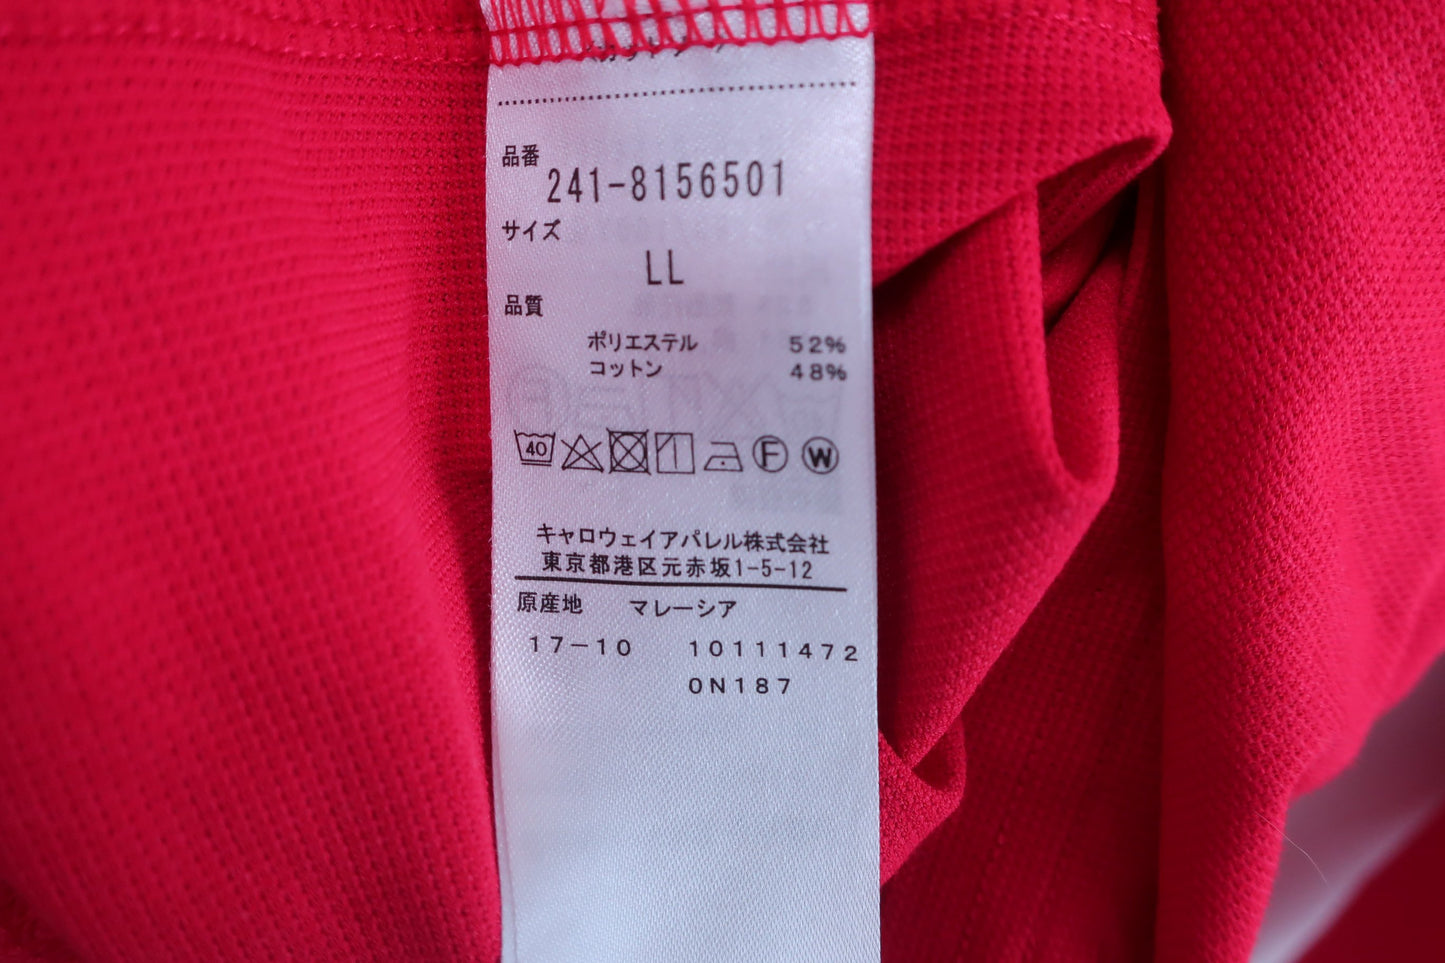 品番
241-8156501
サイズ
LL
品質
ポリエステル 52%
コットン 48%
40 F W
キャロウェイアパレル株式会社
東京都港区元赤坂1-5-12
原産地 マレーシア
17-10 10111472
0N187